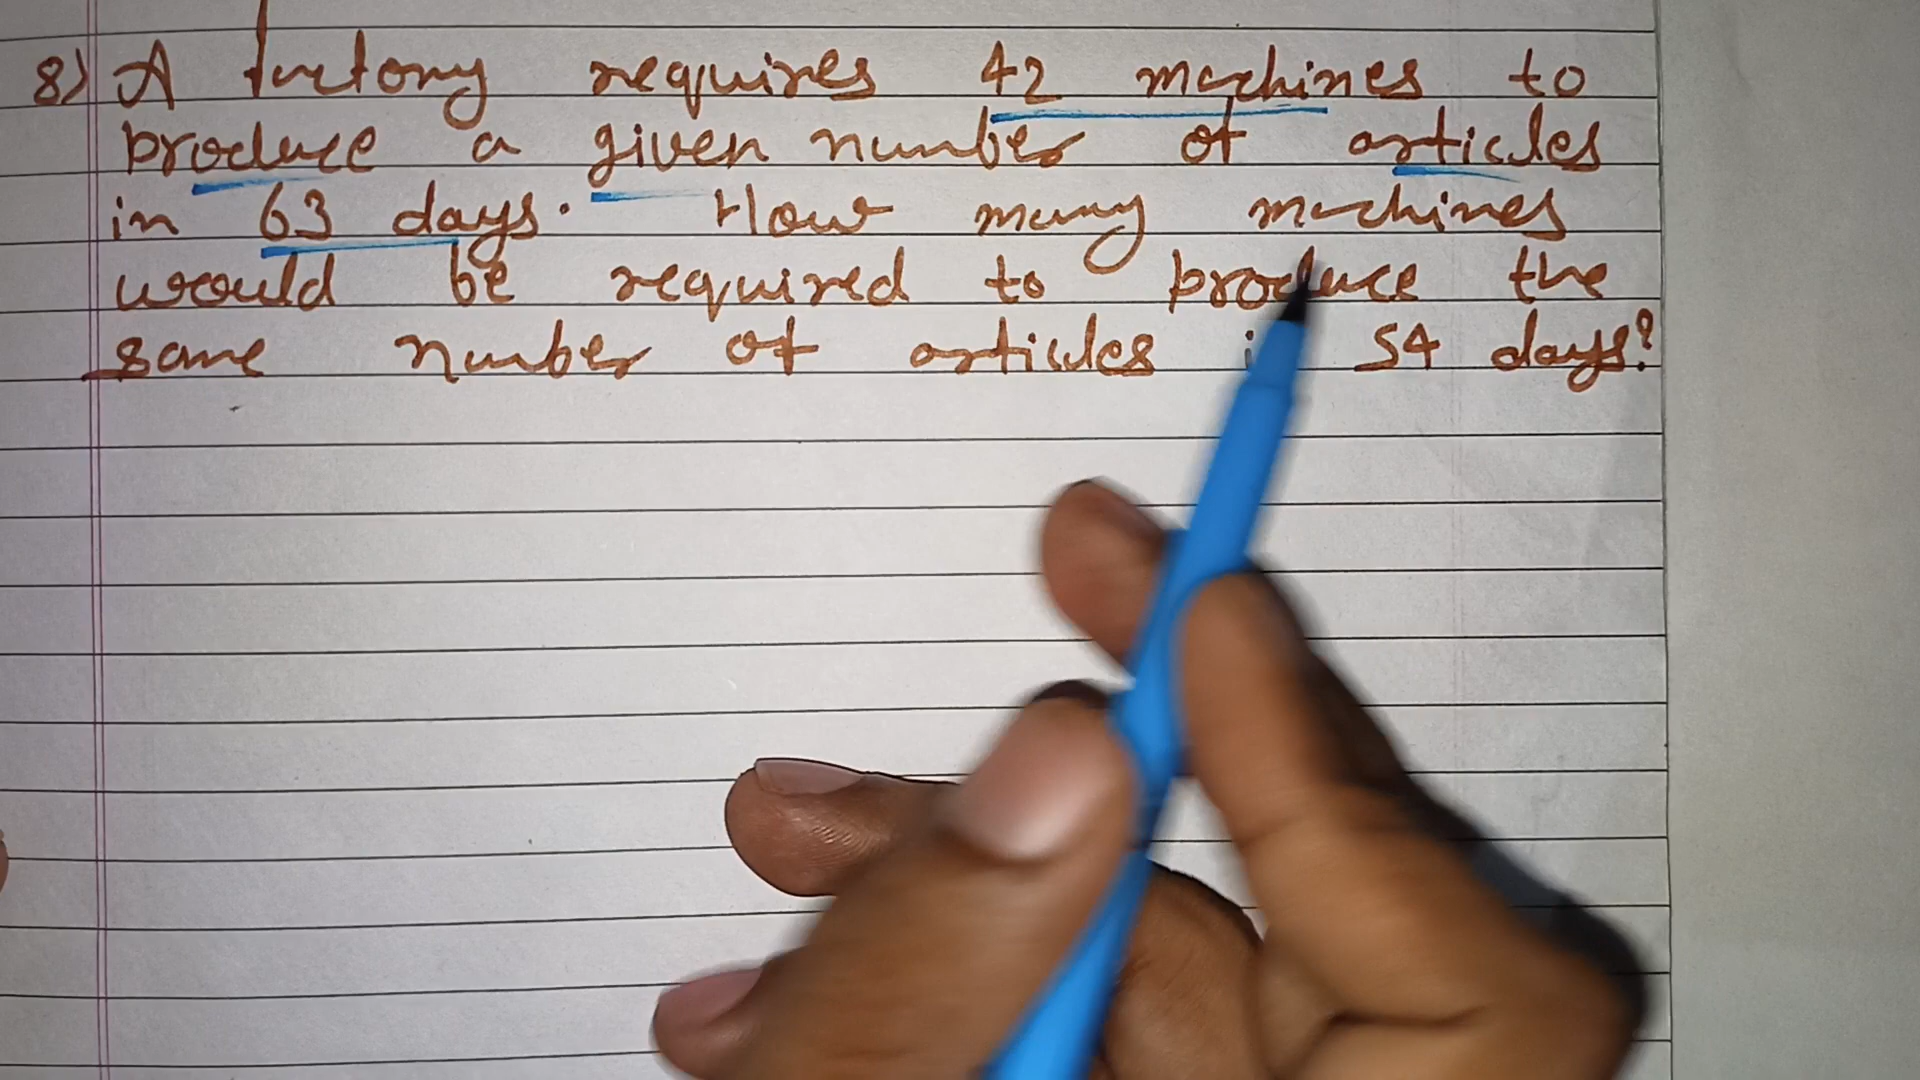 8) A factory requires 42 machines to
produce a given number of articles
in 63 days. How many machines
would be required to produce the
same number of articles 54 days?